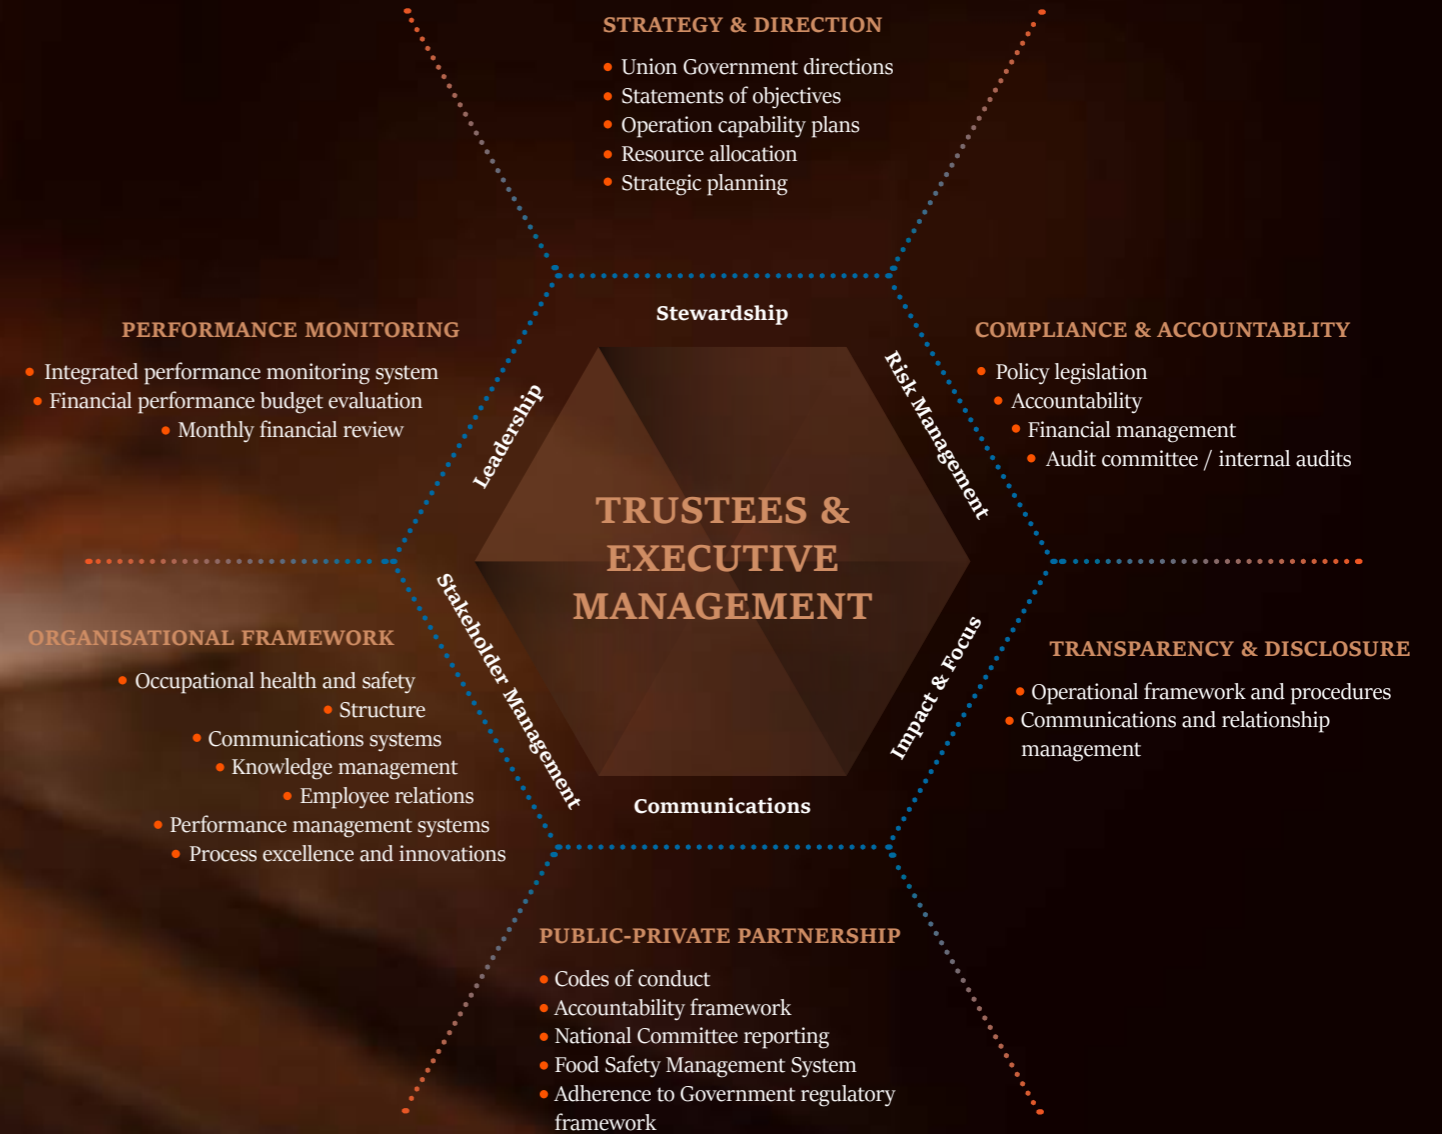 STRATEGY & DIRECTION
Union Government directions
Statements of objectives
Operation capability plans
Resource allocation
Strategic planning
Stewardship
PERFORMANCE MONITORING
Integrated performance monitoring system
Financial performance budget evaluation
Monthly financial review
Leadership
Risk Management
COMPLIANCE & ACCOUNTABLITY
Policy legislation
Accountability
Financial management
Audit committee / internal audits
TRUSTEES &
EXECUTIVE
MANAGEMENT
ORGANISATIONAL FRAMEWORK
Occupational health and safety
Structure
Communications systems
Knowledge management
Employee relations
Performance management systems
Process excellence and innovations
Stakeholder Management
Impact & Focus
TRANSPARENCY & DISCLOSURE
Operational framework and procedures
Communications and relationship
management
Communications
PUBLIC-PRIVATE PARTNERSHIP
Codes of conduct
Accountability framework
National Committee reporting
Food Safety Management System
Adherence to Government regulatory
framework